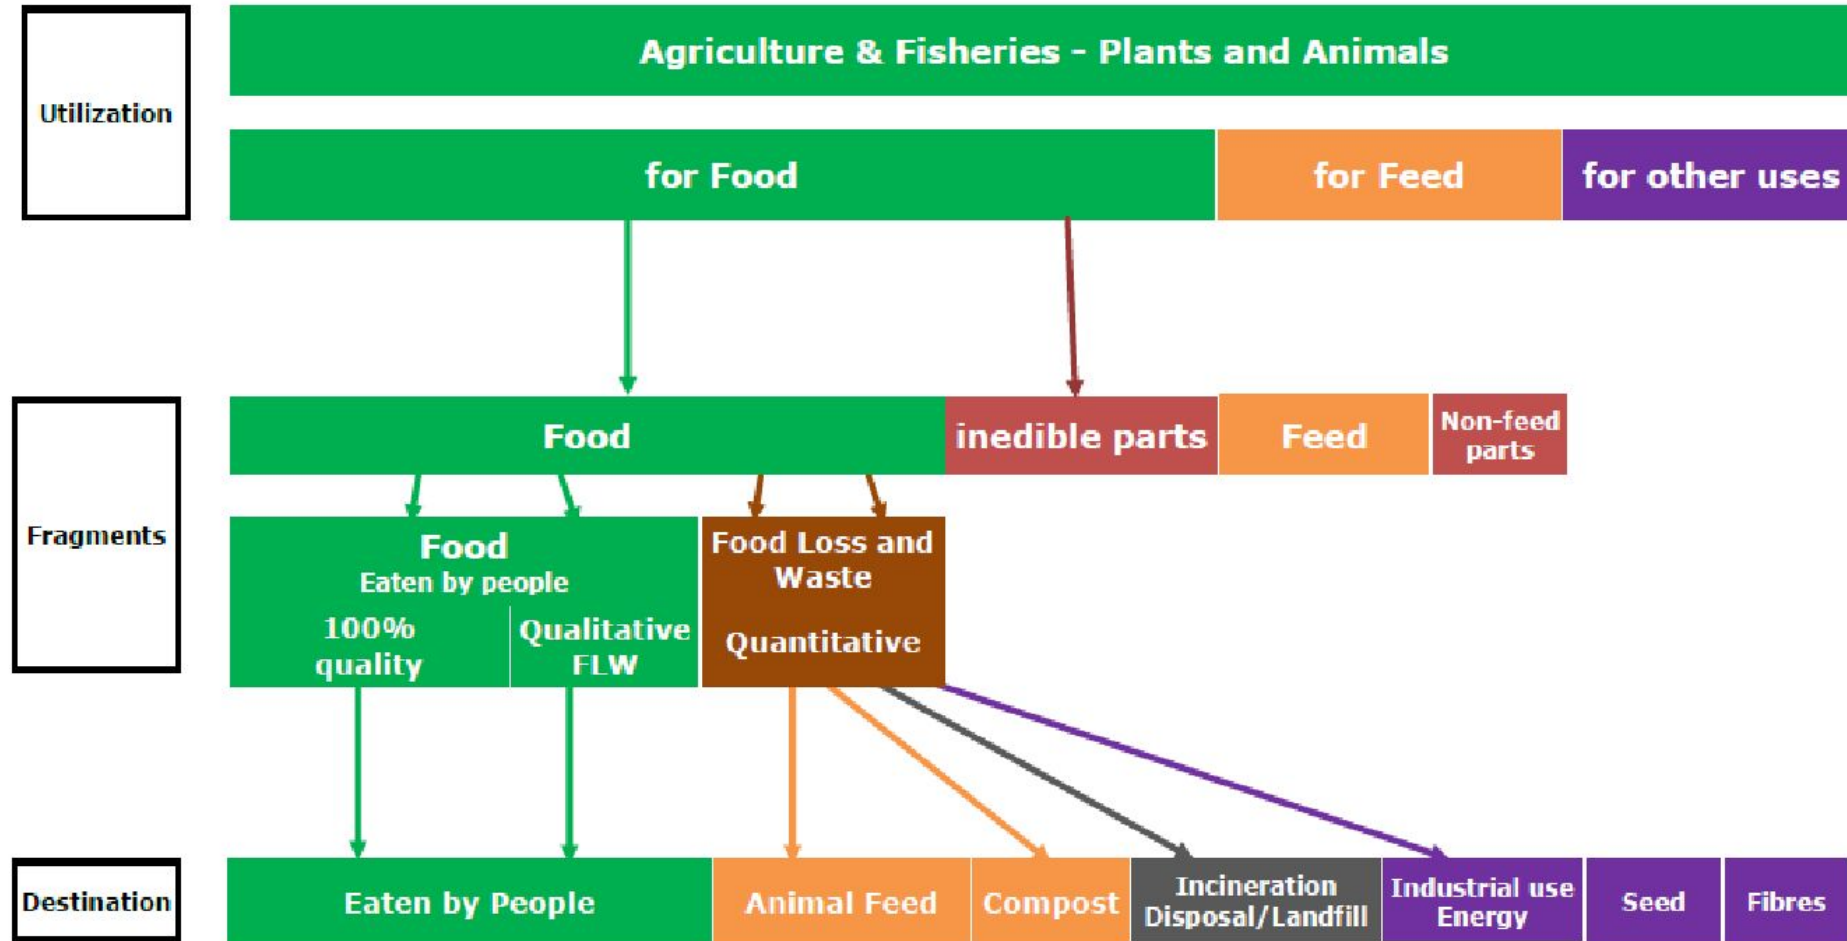 Utilization
Agriculture & Fisheries - Plants and Animals
for Food
for Feed
for other uses
Fragments
Food
inedible parts
Feed
Non-feed
parts
Food
Eaten by people
100%
quality
Qualitative
FLW
Food Loss and
Waste
Quantitative
Destination
Eaten by People
Animal Feed
Compost
Incineration
Disposal/Landfill
Industrial use
Energy
Seed
Fibres